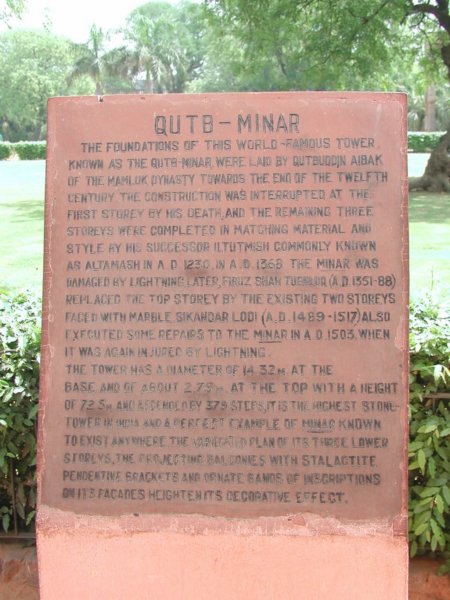 QUTB-MINAR
THE FOUNDATIONS OF THIS WORLD-FAMOUS TOWER,
KNOWN AS THE QUTB-MINAR, WERE LAID BY QUTBUDDIN AIBAK
OF THE MAMLUK DYNASTY TOWARDS THE END OF THE TWELFTH
CENTURY. THE CONSTRUCTION WAS INTERRUPTED AT THE
FIRST STOREY BY HIS DEATH, AND THE REMAINING THREE
STOREYS WERE COMPLETED IN MATCHING MATERIAL AND
STYLE BY HIS SUCCESSOR ILTUTMISH COMMONLY KNOWN
AS ALTAMASH IN A.D 1230. IN A.D. 1368 THE MINAR WAS
DAMAGED BY LIGHTNING. LATER, FIRUZ SHAH TUGHLUR (A.D 1351-88)
REPLACED THE TOP STOREY BY THE EXISTING TWO STOREYS
FACED WITH MARBLE. SIKANDAR LODI (A.D. 1489-1517) ALSO
EXECUTED SOME REPAIRS TO THE MINAR IN A.D 1503. WHEN
IT WAS AGAIN INJURED BY LIGHTNING.
THE TOWER HAS A DIAMETER OF 14.32M. AT THE
BASE AND OF ABOUT 2.75M. AT THE TOP WITH A HEIGHT
OF 72.5M AND ASCENDED BY 379 STEPS, IT IS THE HIGHEST STONE-
TOWER IN INDIA AND A PERFECT EXAMPLE OF MINAR KNOWN
TO EXIST ANYWHERE. THE VARIEGATED PLAN OF ITS THREE LOWER
STOREYS, THE PROJECTING BALCONIES WITH STALACTITE
PENDENTIVE BRACKETS AND ORNATE BANDS OF INSCRIPTIONS
ON ITS FACADES HEIGHTEN ITS DECORATIVE EFFECT.